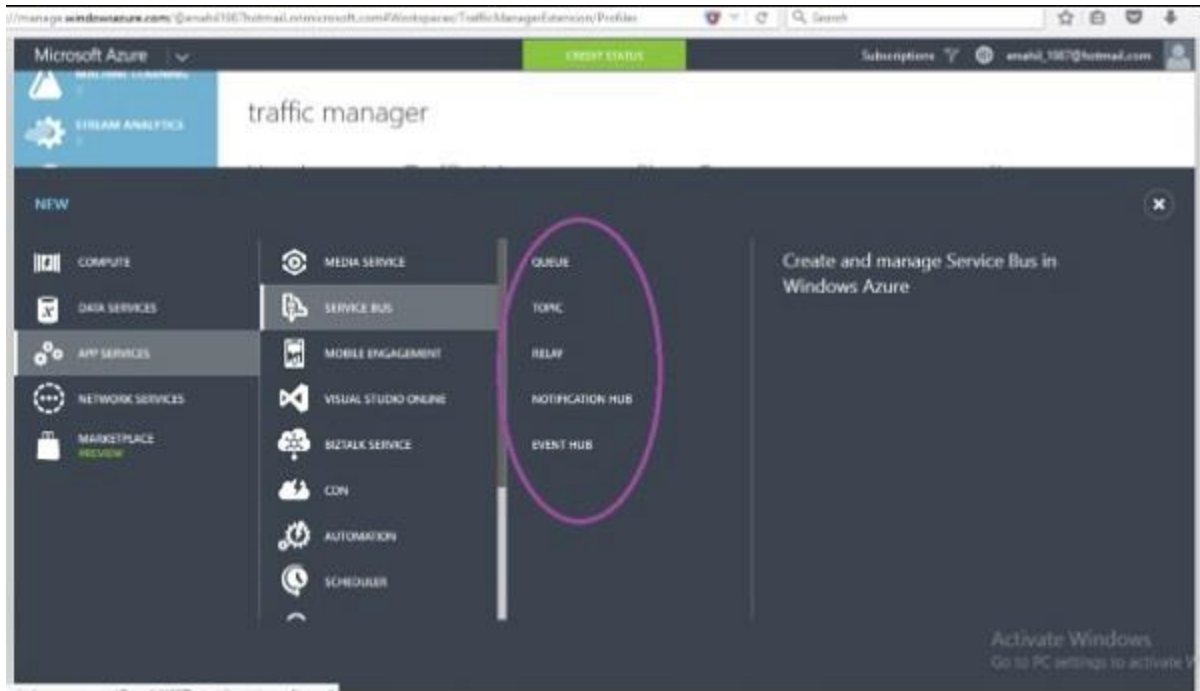 Microsoft Azure
CREDIT STATUS
Subscriptions
STREAM ANALYTICS
traffic manager
NEW
COMPUTE
DATA SERVICES
APP SERVICES
NETWORK SERVICES
MARKETPLACE
PREVIEW
MEDIA SERVICE
SERVICE BUS
MOBILE ENGAGEMENT
VISUAL STUDIO ONLINE
BIZTALK SERVICE
CDN
AUTOMATION
SCHEDULER
QUEUE
TOPIC
RELAY
NOTIFICATION HUB
EVENT HUB
Create and manage Service Bus in
Windows Azure
Activate Windows
Go to PC settings to activate